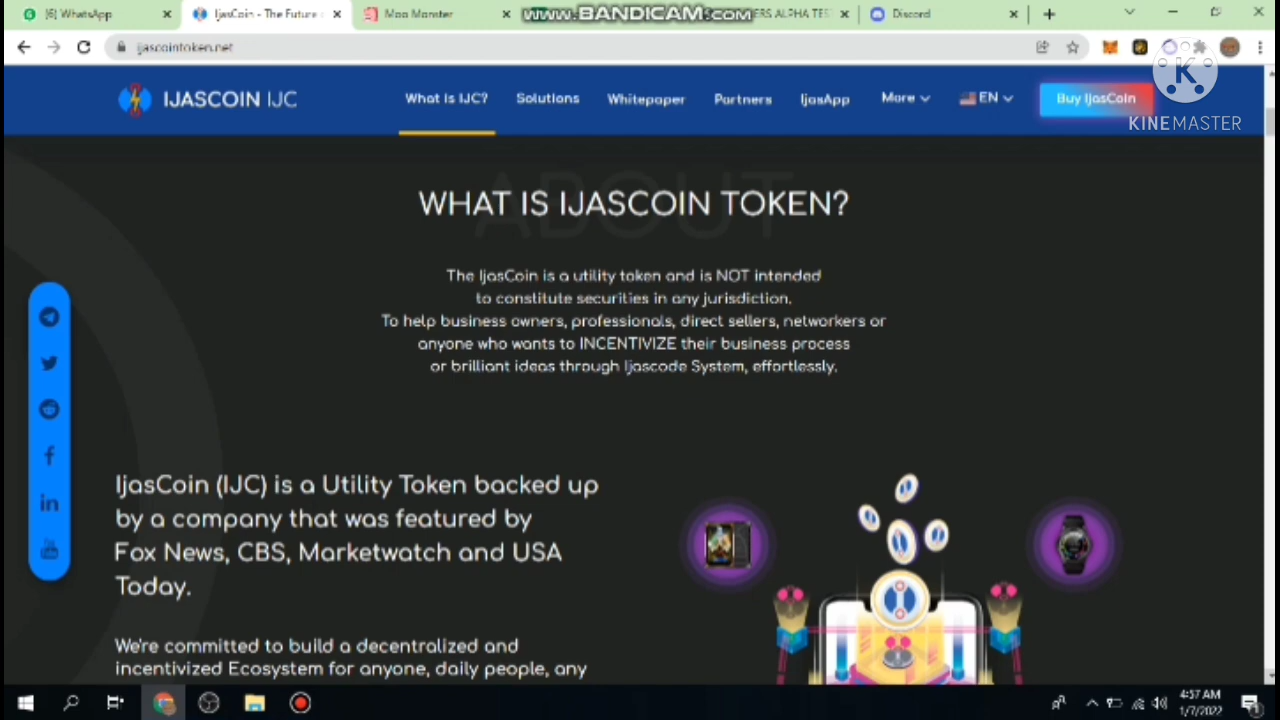 (6) WhatsApp
IjasCoin - The Future
Moo Monster
WWW.BANDICAM.COM
ERS ALPHA TES
Discord
ijascointoken.net
K
KINEMASTER
IJASCOIN IJC
What is IJC?
Solutions
Whitepaper
Partners
IjasApp
More
EN
Buy IjasCoin
ABOUT
WHAT IS IJASCOIN TOKEN?
The IjasCoin is a utility token and is NOT intended
to constitute securities in any jurisdiction.
To help business owners, professionals, direct sellers, networkers or
anyone who wants to INCENTIVIZE their business process
or brilliant ideas through Ijascode System, effortlessly.
IjasCoin (IJC) is a Utility Token backed up
by a company that was featured by
Fox News, CBS, Marketwatch and USA
Today.
We're committed to build a decentralized and
incentivized Ecosystem for anyone, daily people, any
4:57 AM
1/7/2022